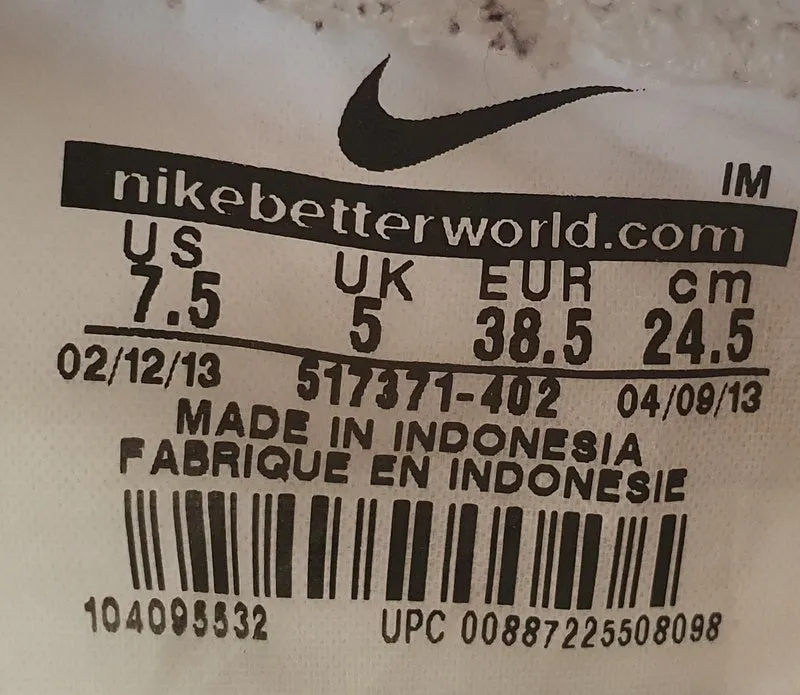 IM
nikebetterworld.com
US UK EUR cm
7.5 5 38.5 24.5
02/12/13 517371-402 04/09/13
MADE IN INDONESIA
FABRIQUE EN INDONESIE
104095532 UPC 00887225508098